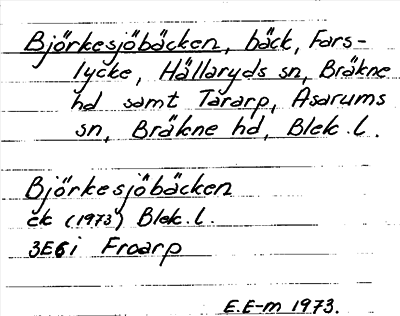 Björkesjöbäcken, bäck, Fors-
lycke, Hällaryds sn, Bräkne
hd samt Tararp, Asarums
sn, Bräkne hd, Blek. l.
Björkesjöbäcken
ek (1973) Blek. l.
3E6i Froarp
E.E-m 1973.